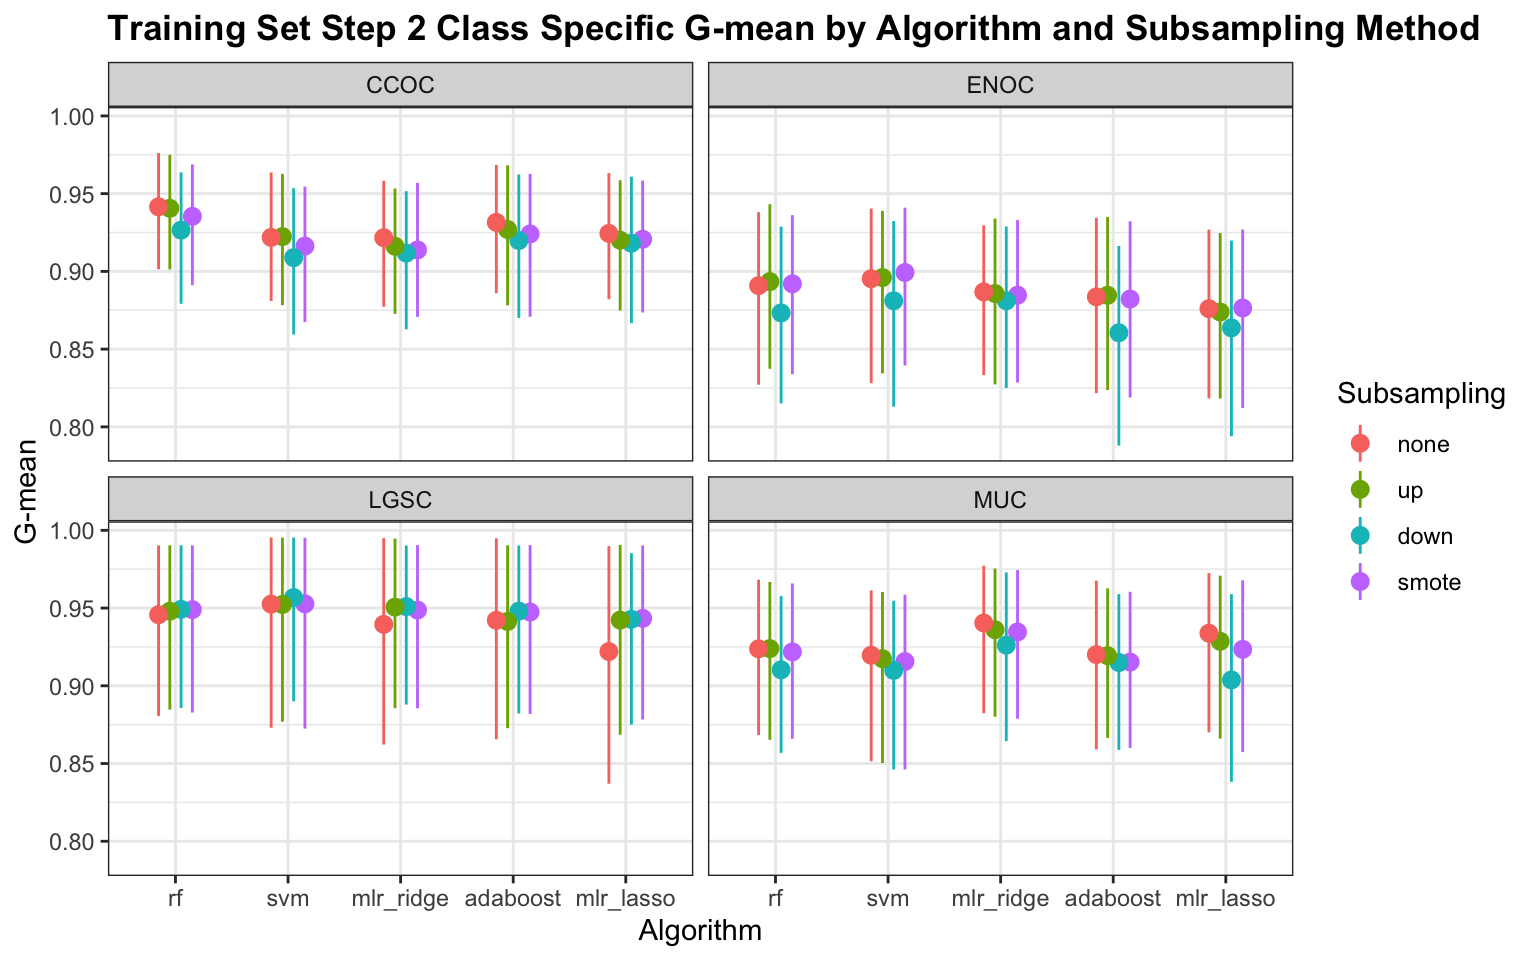 Training Set Step 2 Class Specific G-mean by Algorithm and Subsampling Method
CCOC
ENOC
1.00
0.95
0.90
0.85
0.80
LGSC
MUC
1.00
0.95
0.90
0.85
0.80
G-mean
rf svm mlr_ridge adaboost mlr_lasso
rf svm mlr_ridge adaboost mlr_lasso
Algorithm
Subsampling
none
up
down
smote